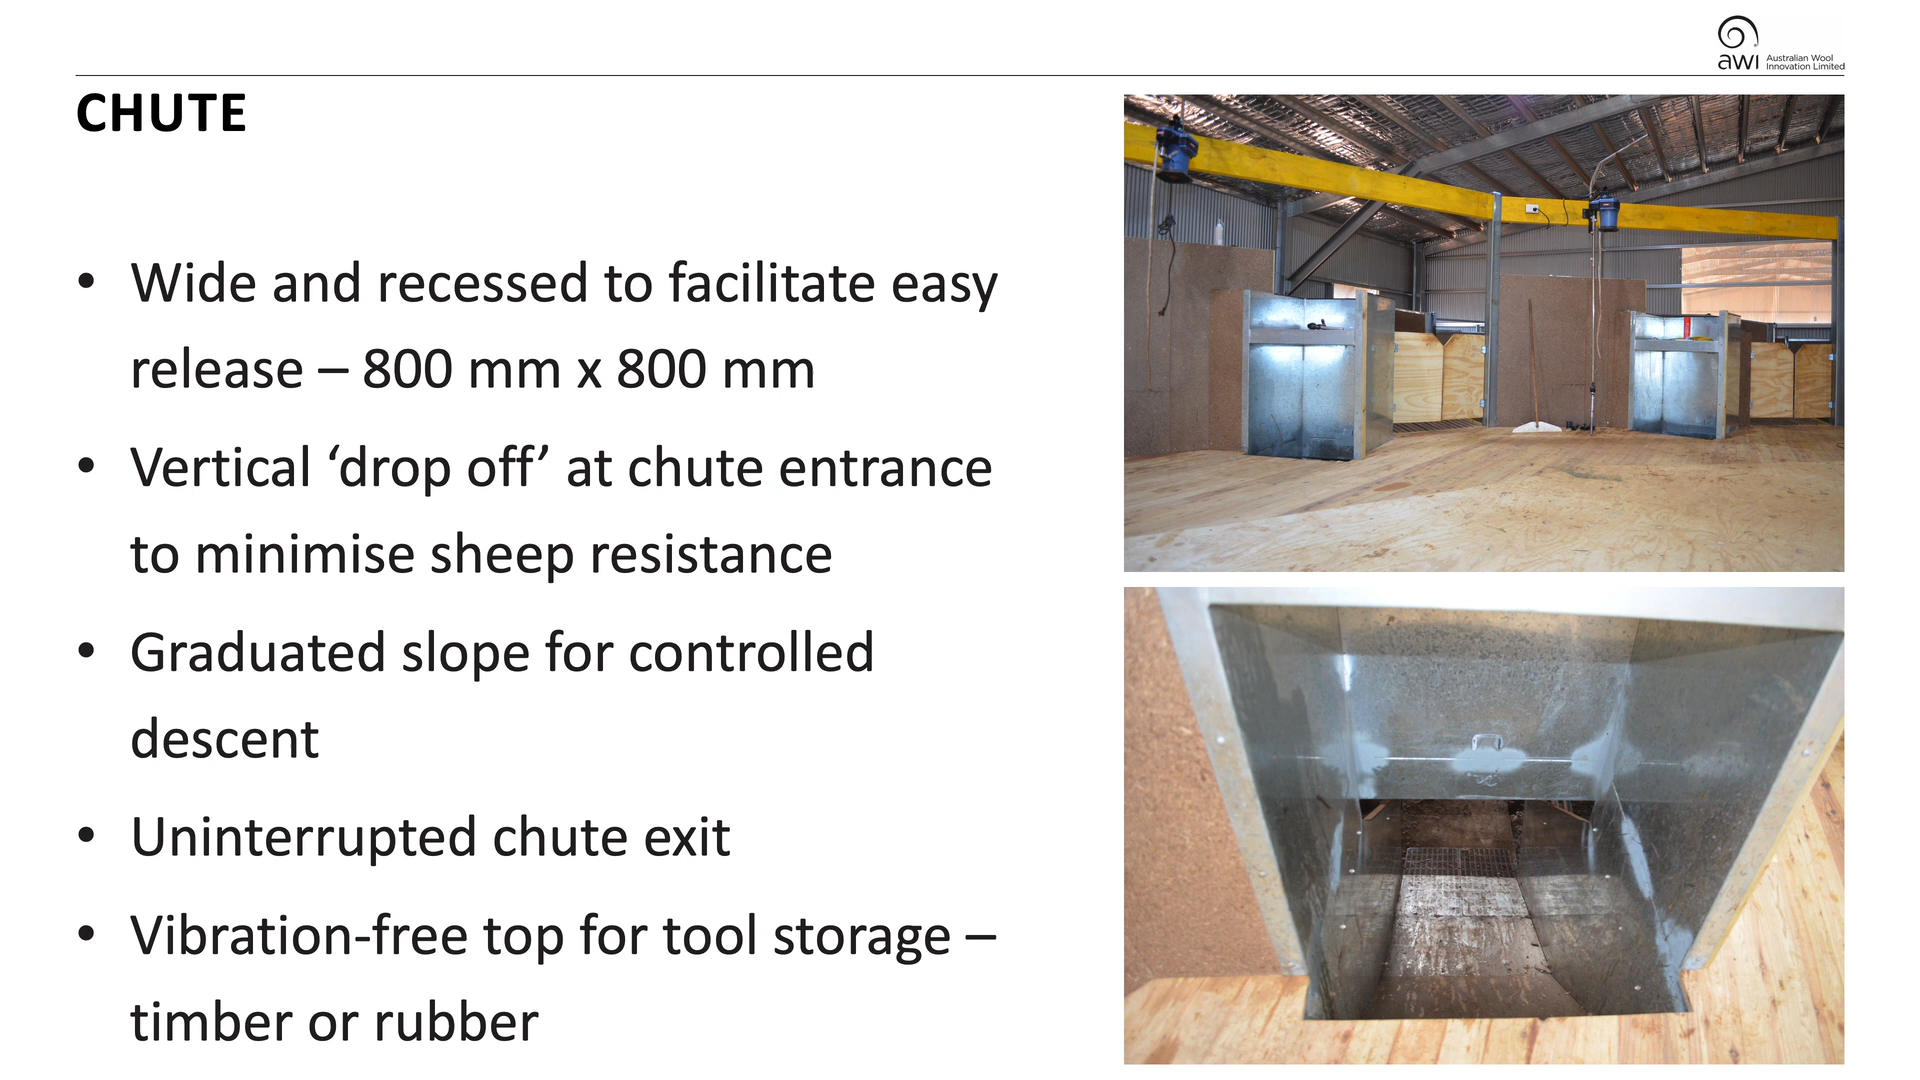 awi Australian Wool
Innovation Limited
CHUTE
• Wide and recessed to facilitate easy
release – 800 mm x 800 mm
• Vertical ‘drop off’ at chute entrance
to minimise sheep resistance
• Graduated slope for controlled
descent
• Uninterrupted chute exit
• Vibration-free top for tool storage –
timber or rubber